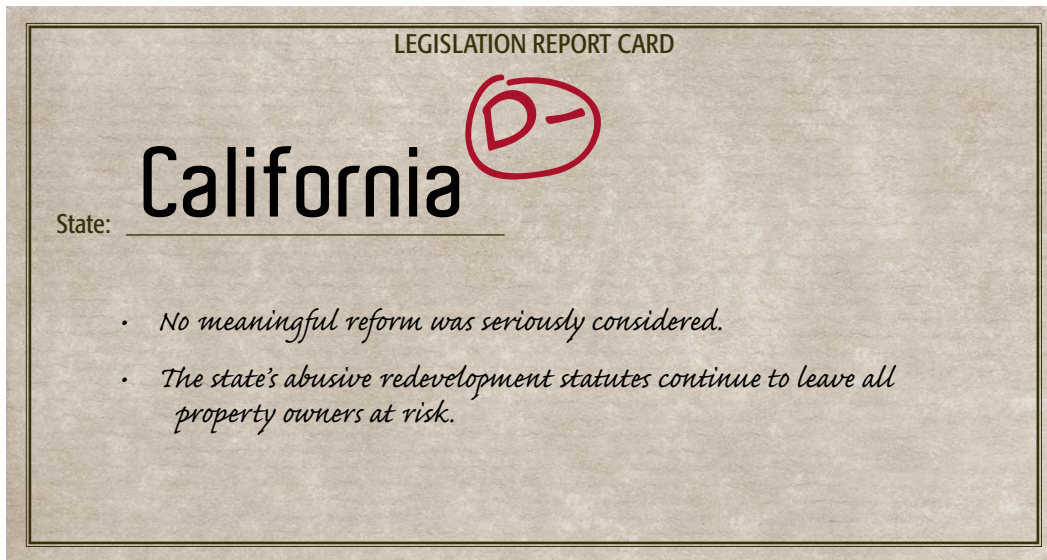 LEGISLATION REPORT CARD
D-
California
State:
• No meaningful reform was seriously considered.
• The state's abusive redevelopment statutes continue to leave all
property owners at risk.